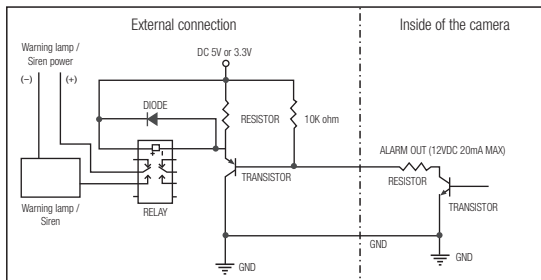 External connection
Inside of the camera
Warning lamp /
Siren power
(−)
(+)
DC 5V or 3.3V
DIODE
RESISTOR
10K ohm
+
ALARM OUT (12VDC 20mA MAX)
RESISTOR
TRANSISTOR
TRANSISTOR
Warning lamp /
Siren
RELAY
GND
GND
GND